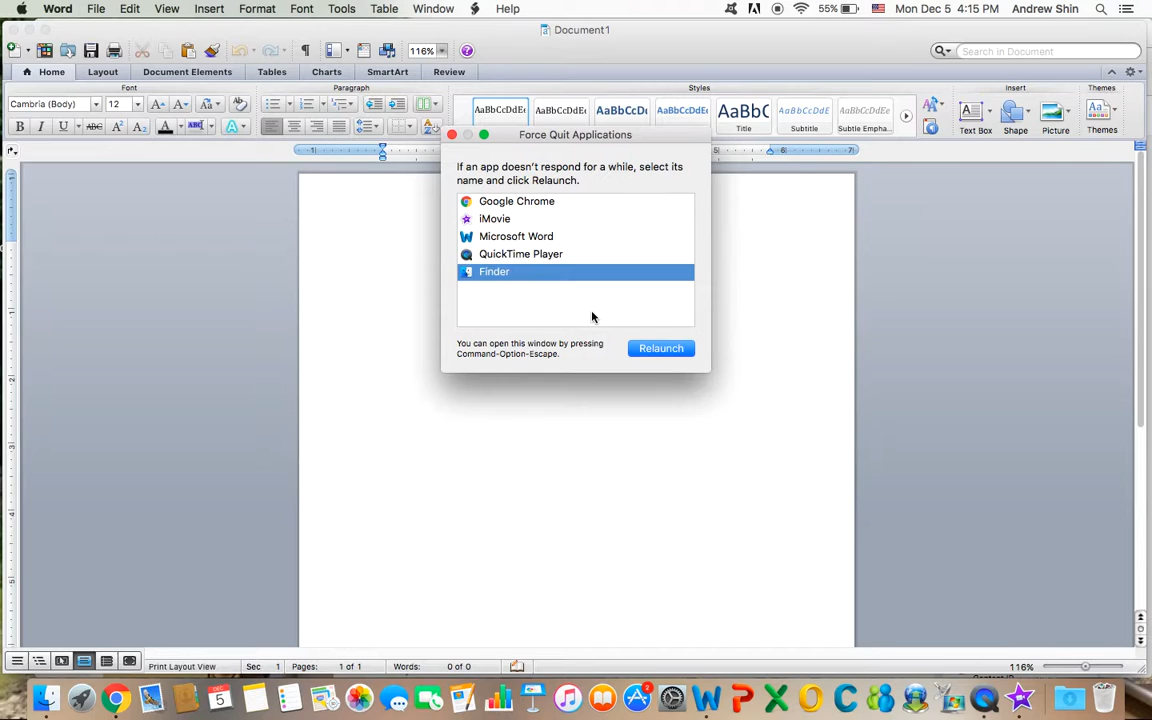 Word File Edit View Insert Format Font Tools Table Window Help 55% Mon Dec 5 4:15 PM Andrew Shin
Document1
116% Search in Document
Home Layout Document Elements Tables Charts SmartArt Review
Font Paragraph Styles Insert Themes
Cambria (Body) 12 AaBbCcDdEe AaBbCcDdEe AaBbCcDdE AaBbCcDdEe AaBbC AaBbCcDdEe AaBbCcDdEe
Title Subtitle Subtle Empha... Text Box Shape Picture Themes
Force Quit Applications
If an app doesn't respond for a while, select its
name and click Relaunch.
Google Chrome
iMovie
Microsoft Word
QuickTime Player
Finder
You can open this window by pressing
Command-Option-Escape.
Relaunch
Print Layout View Sec 1 Pages: 1 of 1 Words: 0 of 0 116%